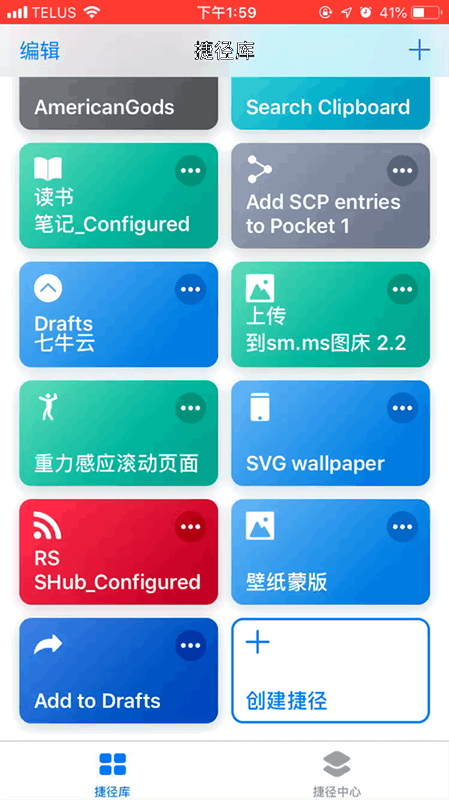 TELUS
下午1:59
41%
编辑
捷径库
AmericanGods
Search Clipboard
读书
笔记_Configured
Add SCP entries
to Pocket 1
Drafts
七牛云
上传
到sm.ms图床 2.2
重力感应滚动页面
SVG wallpaper
RS
SHub_Configured
壁纸蒙版
Add to Drafts
创建捷径
捷径库
捷径中心